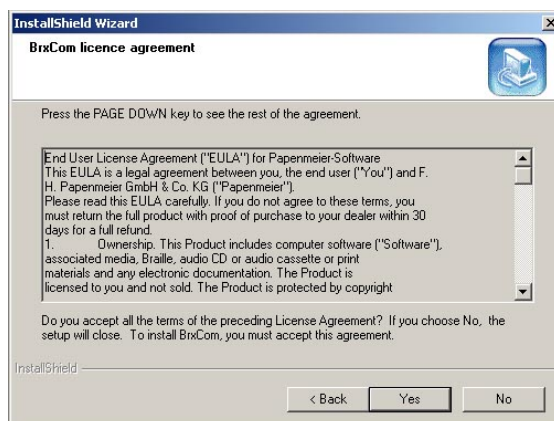 InstallShield Wizard
BrxCom licence agreement
Press the PAGE DOWN key to see the rest of the agreement.
End User License Agreement ("EULA") for Papenmeier-Software
This EULA is a legal agreement between you, the end user ("You") and F.
H. Papenmeier GmbH & Co. KG ("Papenmeier").
Please read this EULA carefully. If you do not agree to these terms, you
must return the full product with proof of purchase to your dealer within 30
days for a full refund.
1. Ownership. This Product includes computer software ("Software"),
associated media, Braille, audio CD or audio cassette or print
materials and any electronic documentation. The Product is
licensed to you and not sold. The Product is protected by copyright
Do you accept all the terms of the preceding License Agreement? If you choose No, the
setup will close. To install BrxCom, you must accept this agreement.
InstallShield
< Back Yes No